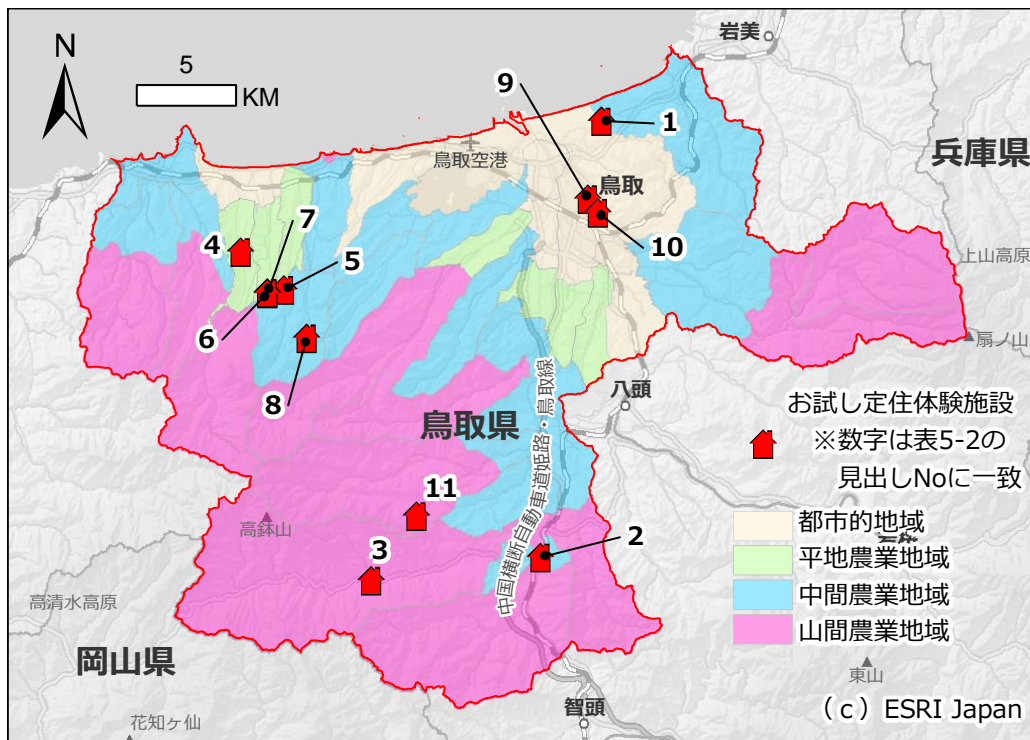 岩美
N
5
KM
9
1
鳥取空港
兵庫県
鳥取
7
4
5
10
上山高原
6
扇ノ山
8
八頭
鳥取県
お試し定住体験施設
※数字は表5-2の
見出しNoに一致
中国横断自動車道姫路・鳥取線
11
高鉢山
都市的地域
2
平地農業地域
3
中間農業地域
高清水高原
山間農業地域
岡山県
東山
智頭
花知ヶ仙
（c）ESRI Japan